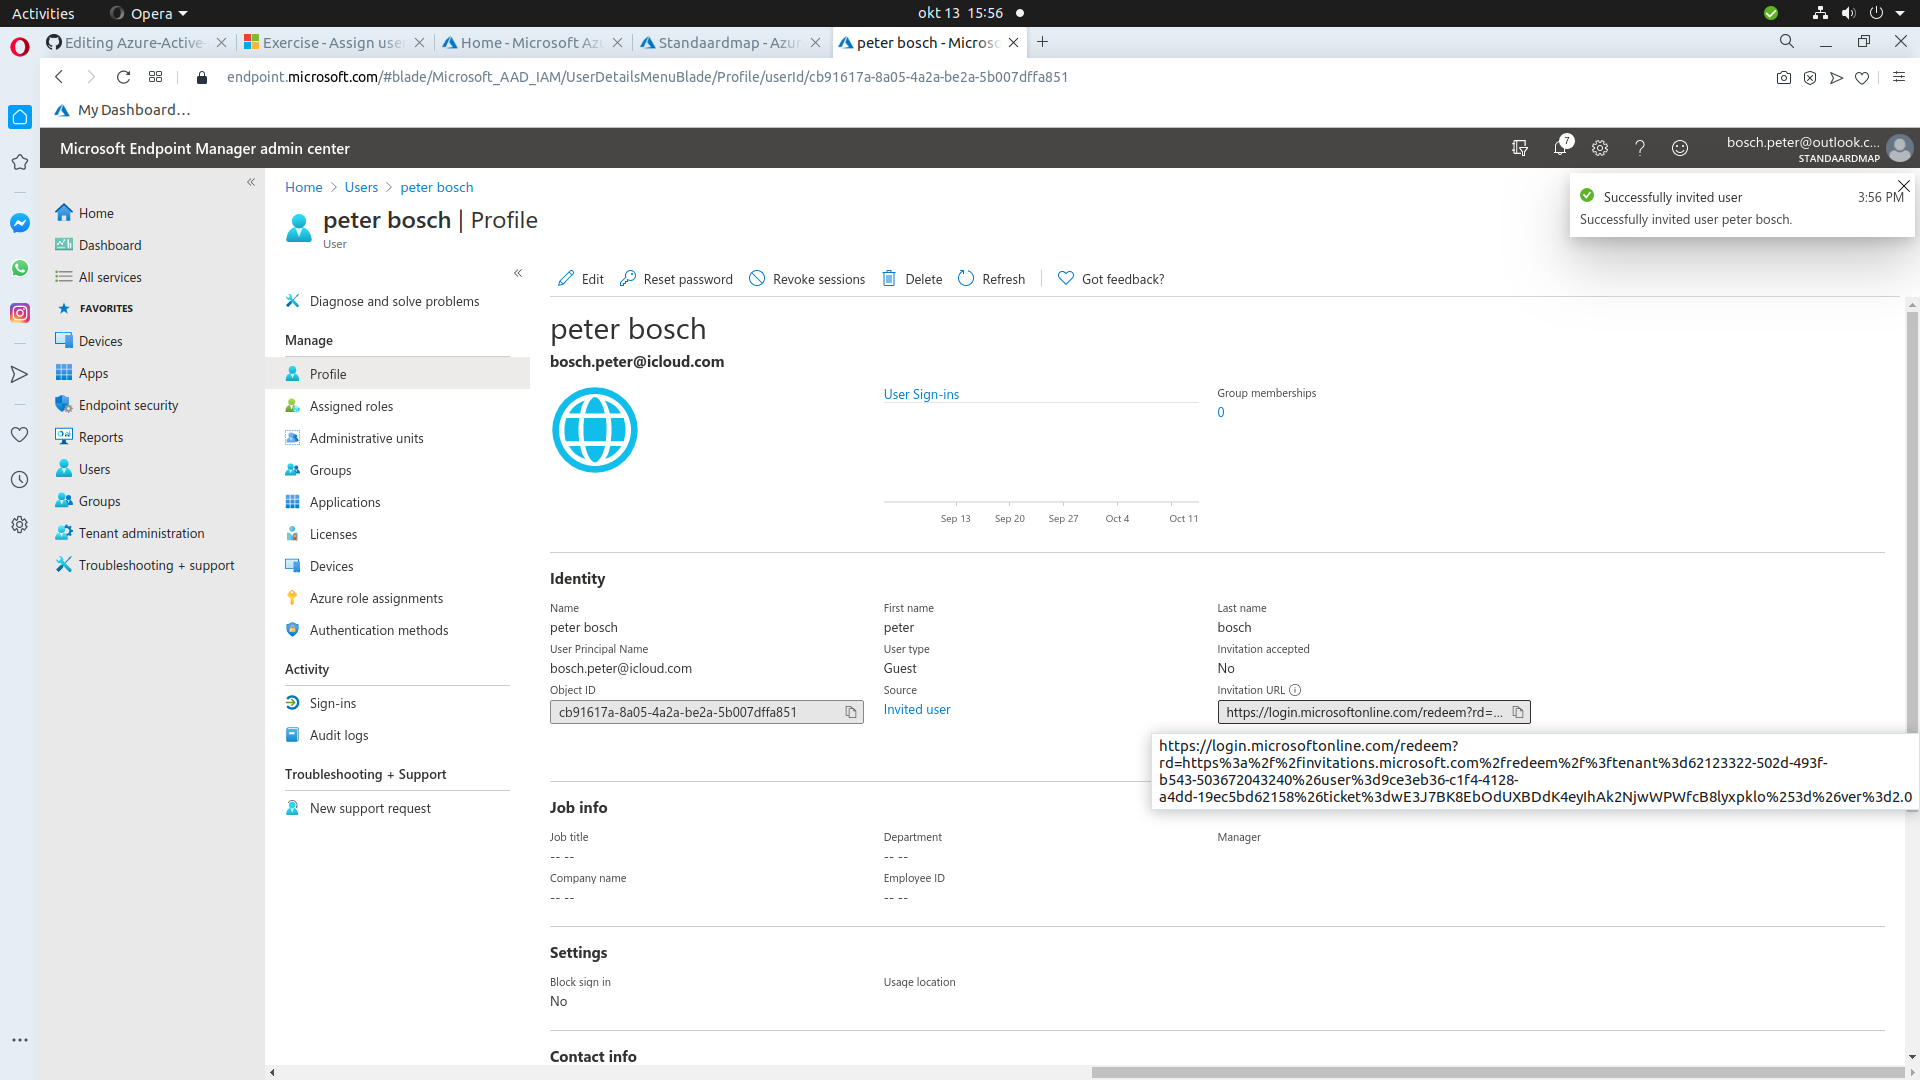 Activities
Opera
okt 13 15:56
Editing Azure-Active-
Exercise - Assign user
Home - Microsoft Azu
Standaardmap - Azur
peter bosch - Microso
endpoint.microsoft.com/#blade/Microsoft_AAD_IAM/UserDetailsMenuBlade/Profile/userId/cb91617a-8a05-4a2a-be2a-5b007dffa851
My Dashboard…
Microsoft Endpoint Manager admin center
7
bosch.peter@outlook.c...
STANDAARDMAP
Successfully invited user
3:56 PM
Successfully invited user peter bosch.
Home
Dashboard
All services
FAVORITES
Devices
Apps
Endpoint security
Reports
Users
Groups
Tenant administration
Troubleshooting + support
Home > Users > peter bosch
peter bosch | Profile
User
Diagnose and solve problems
Manage
Profile
Assigned roles
Administrative units
Groups
Applications
Licenses
Devices
Azure role assignments
Authentication methods
Activity
Sign-ins
Audit logs
Troubleshooting + Support
New support request
Edit
Reset password
Revoke sessions
Delete
Refresh
Got feedback?
peter bosch
bosch.peter@icloud.com
User Sign-ins
Sep 13 Sep 20 Sep 27 Oct 4 Oct 11
Group memberships
0
Identity
Name
peter bosch
First name
peter
Last name
bosch
User Principal Name
bosch.peter@icloud.com
User type
Guest
Invitation accepted
No
Object ID
cb91617a-8a05-4a2a-be2a-5b007dffa851
Source
Invited user
Invitation URL
https://login.microsoftonline.com/redeem?rd=...
https://login.microsoftonline.com/redeem?
rd=https%3a%2f%2finvitations.microsoft.com%2fredeem%2f%3ftenant%3d62123322-502d-493f-
b543-503672043240%26user%3d9ce3eb36-c1f4-4128-
a4dd-19ec5bd62158%26ticket%3dwE3J7BK8EbOdUXBDdK4eyIhAk2NjwWPWfcB8lyxpklo%253d%26ver%3d2.0
Job info
Job title
-- --
Department
-- --
Manager
Company name
-- --
Employee ID
-- --
Settings
Block sign in
No
Usage location
Contact info